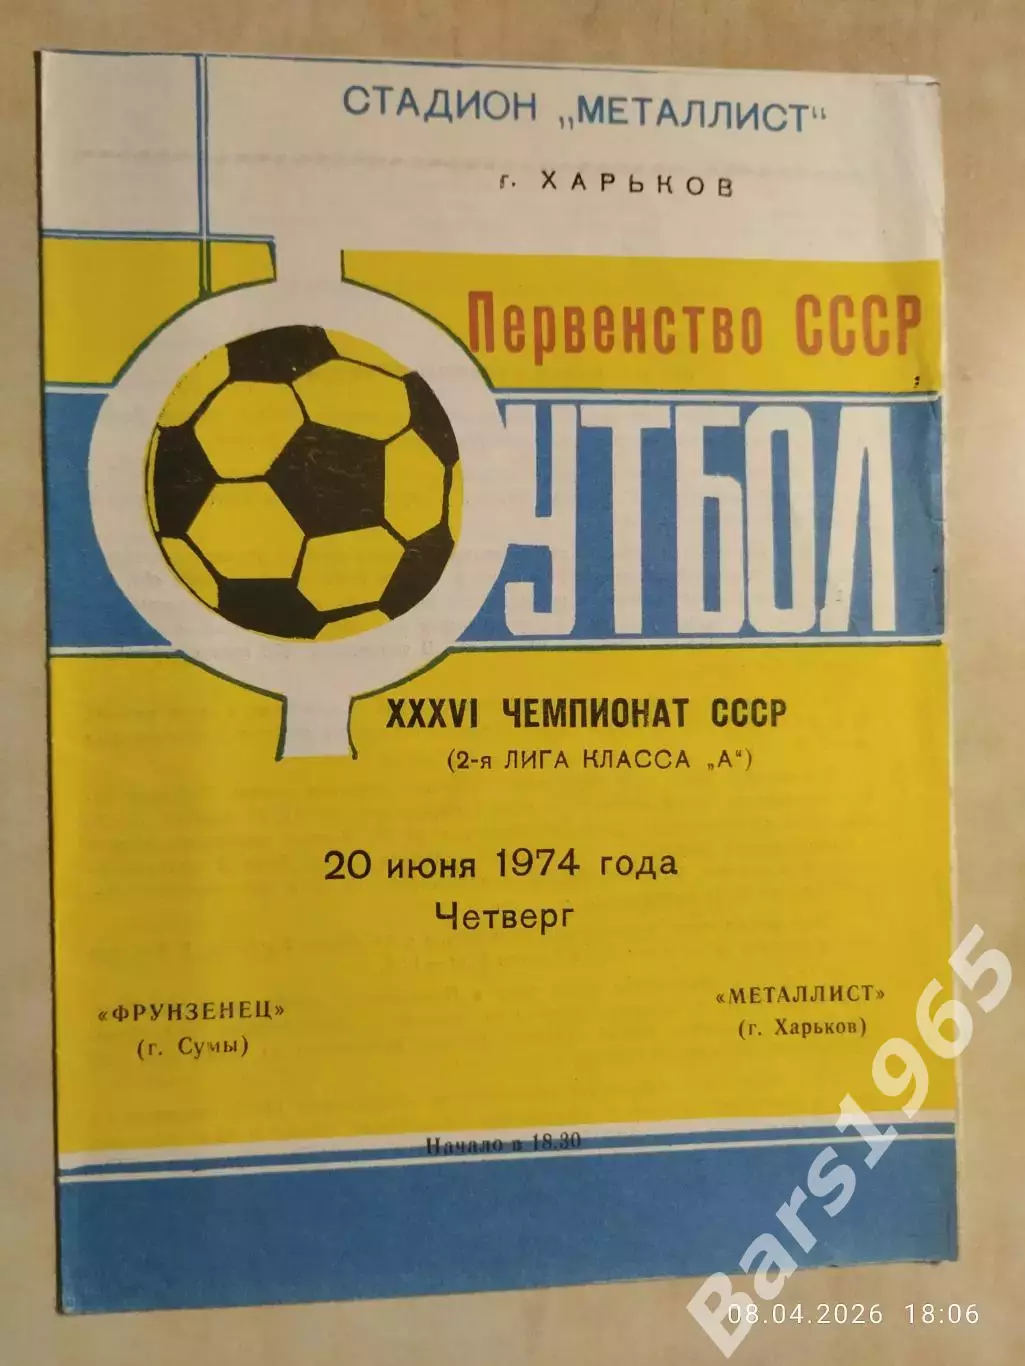 СТАДИОН „МЕТАЛЛИСТ“
г. ХАРЬКОВ
Первенство СССР
ФУТБОЛ
XXXVI ЧЕМПИОНАТ СССР
(2-я ЛИГА КЛАССА „А“)
20 июня 1974 года
Четверг
«ФРУНЗЕНЕЦ»
(г. Сумы)
«МЕТАЛЛИСТ»
(г. Харьков)
Начало в 18.30
Bars1965
08.04.2026 18:06